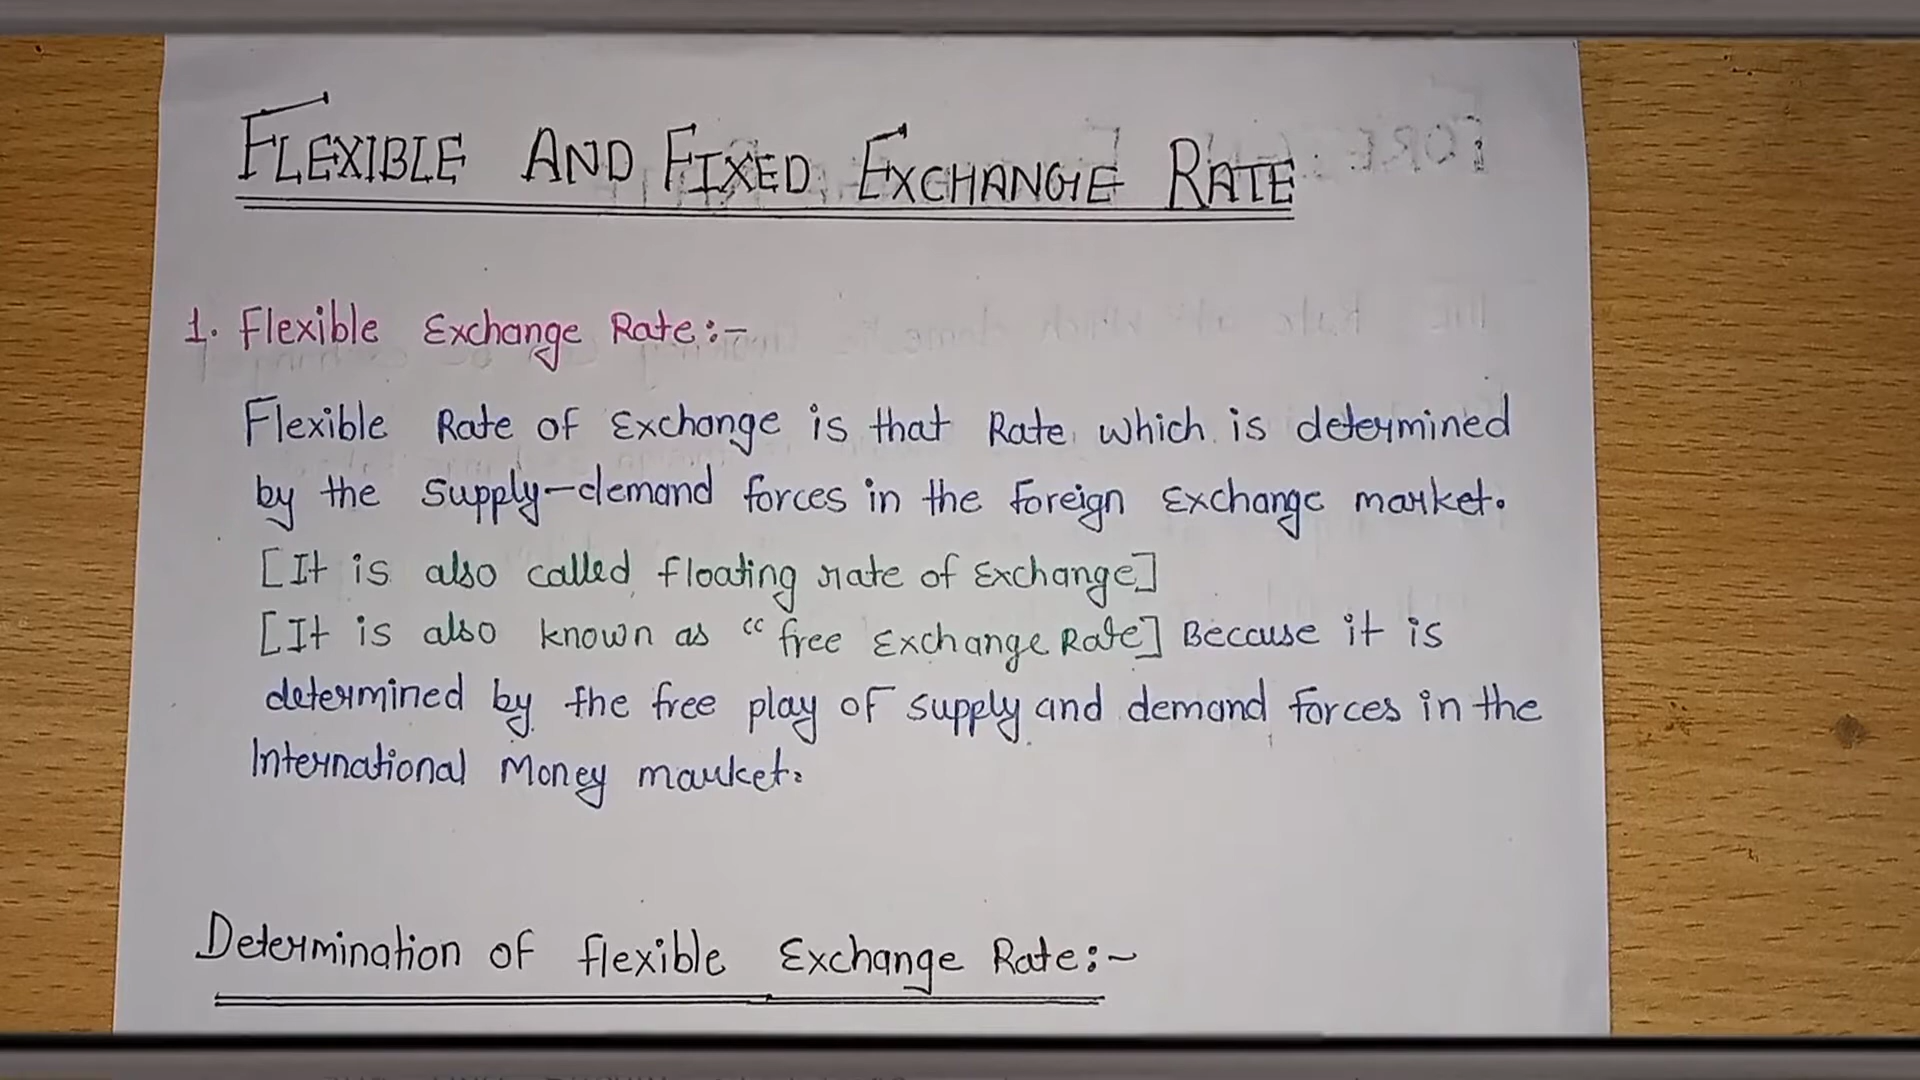 FLEXIBLE AND FIXED EXCHANGE RATE
1. Flexible Exchange Rate:-
Flexible Rate of Exchange is that Rate which is determined
by the supply-demand forces in the foreign Exchange market.
[It is also called floating rate of Exchange]
[It is also known as “free Exchange Rate] Because it is
determined by the free play of supply and demand forces in the
International Money market.
Determination of flexible Exchange Rate:-